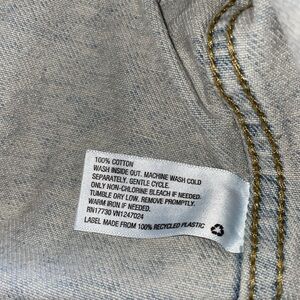 100% COTTON
WASH INSIDE OUT. MACHINE WASH COLD
SEPARATELY. GENTLE CYCLE.
ONLY NON-CHLORINE BLEACH IF NEEDED.
TUMBLE DRY LOW. REMOVE PROMPTLY.
WARM IRON IF NEEDED.
RN17730 VN1247024
LABEL MADE FROM 100% RECYCLED PLASTIC